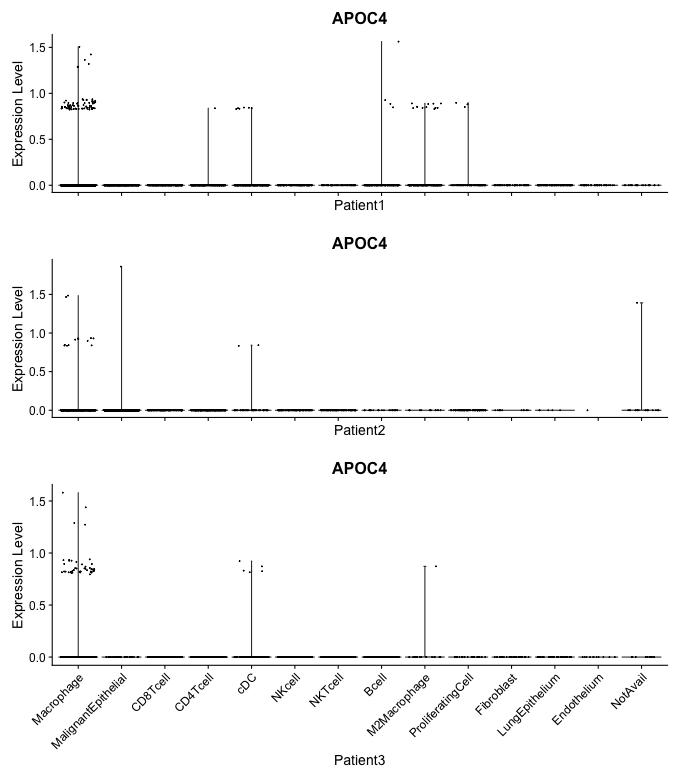 APOC4
Expression Level
1.5
1.0
0.5
0.0
Patient1
APOC4
Expression Level
1.5
1.0
0.5
0.0
Patient2
APOC4
Expression Level
1.5
1.0
0.5
0.0
Macrophage
MalignantEpithelial
CD8Tcell
CD4Tcell
cDC
NKcell
NKTcell
Bcell
M2Macrophage
ProliferatingCell
Fibroblast
LungEpithelium
Endothelium
NotAvail
Patient3